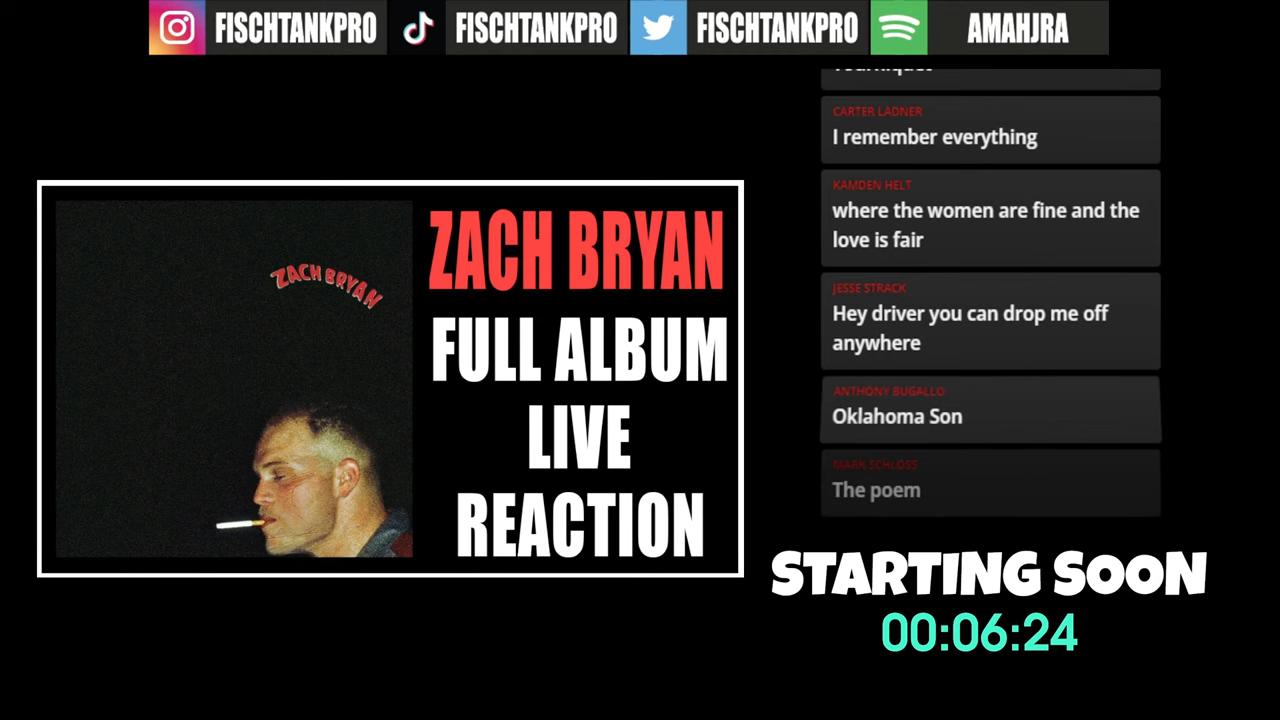 FISCHTANKPRO FISCHTANKPRO FISCHTANKPRO AMAHJRA
ZACH BRYAN
ZACH BRYAN
FULL ALBUM
LIVE
REACTION
CARTER LADNER
I remember everything
KAMDEN HELT
where the women are fine and the
love is fair
JESSE STRACK
Hey driver you can drop me off
anywhere
ANTHONY BUGALLO
Oklahoma Son
MARK SCHLOSS
The poem
STARTING SOON
00:06:24